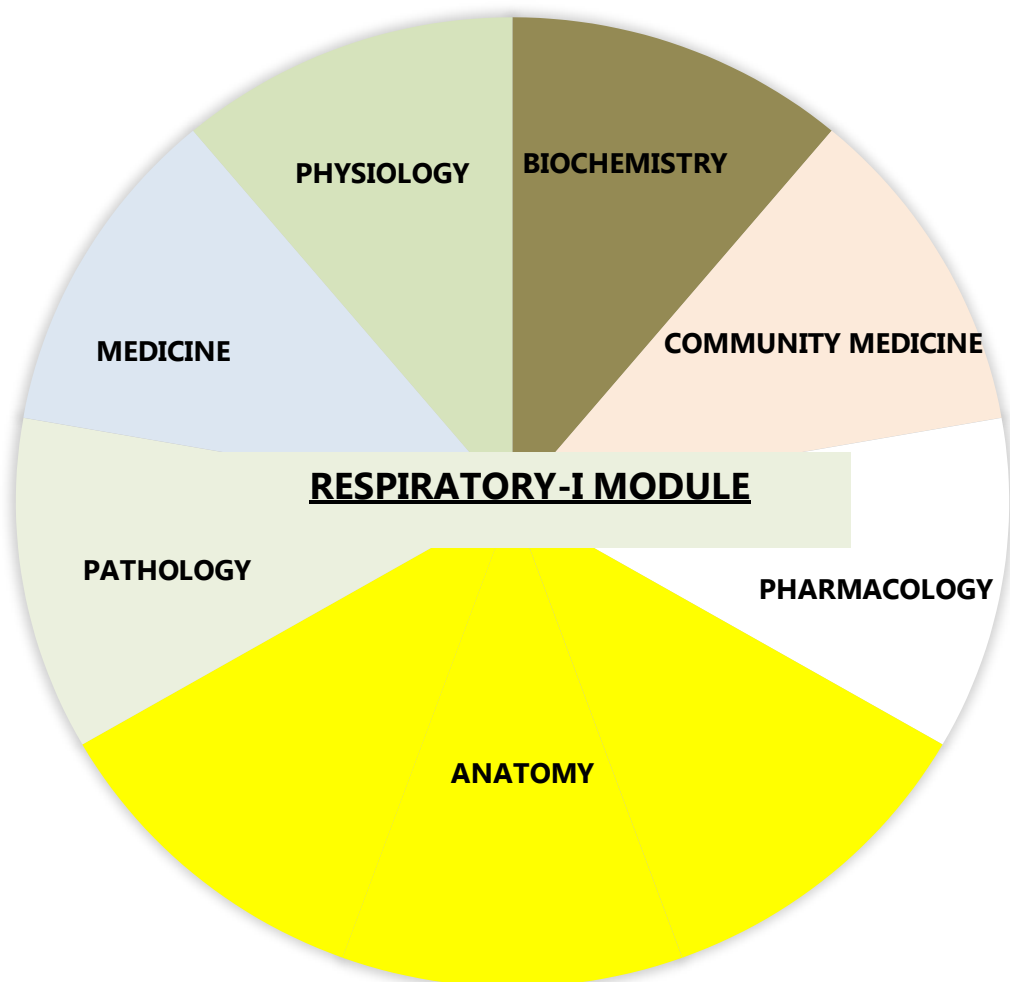 PHYSIOLOGY
BIOCHEMISTRY
MEDICINE
COMMUNITY MEDICINE
RESPIRATORY-I MODULE
PATHOLOGY
PHARMACOLOGY
ANATOMY